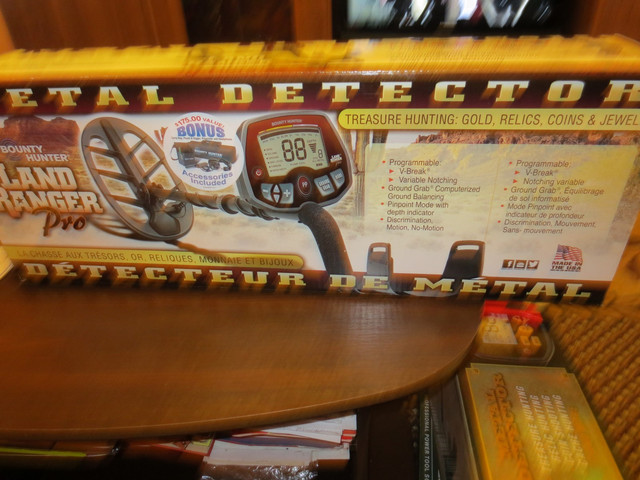 ETAL DETECTOR
TREASURE HUNTING: GOLD, RELICS, COINS & JEWEL
BOUNTY
HUNTER
LAND
RANGER
Pro
$175.00 VALUE
BONUS
Accessories
Included
BOUNTY HUNTER
88
• Programmable:
► V-Break®
► Variable Notching
• Ground Grab® Computerized
Ground Balancing
• Pinpoint Mode with
depth indicator
• Discrimination,
Motion, No-Motion
• Programmable:
► V-Break®
► Notching variable
• Ground Grab®, Équilibrage
de sol informatisé
• Mode Pinpoint avec
indicateur de profondeur
• Discrimination, Mouvement,
Sans- mouvement
MADE IN
THE USA
LA CHASSE AUX TRÉSORS, OR, RELIQUES, MONNAIE ET BIJOUX
DÉTECTEUR DE MÉTAL